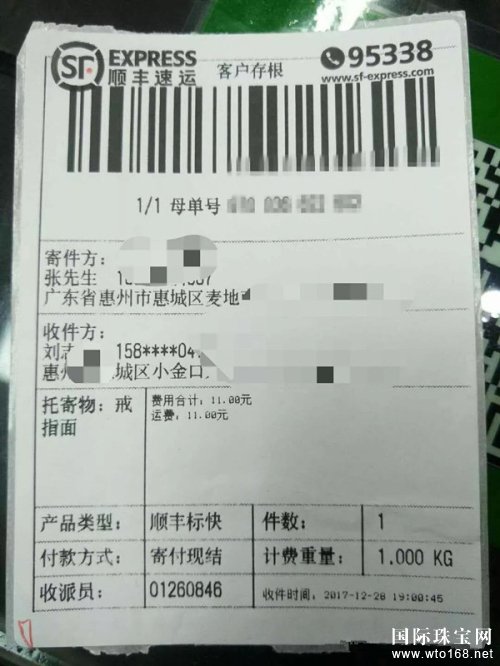 SF EXPRESS
顺丰速运
客户存根
95338
www.sf-express.com
1/1 母单号
寄件方:
张先生
广东省惠州市惠城区麦地
收件方:
刘志 158****04
惠州 城区小金口
托寄物: 戒指面
费用合计: 11.00元
运费: 11.00元
产品类型: 顺丰标快 件数: 1
付款方式: 寄付现结 计费重量: 1.000 KG
收派员: 01260846 收件时间: 2017-12-28 19:00:45
国际珠宝网
www.wto168.net